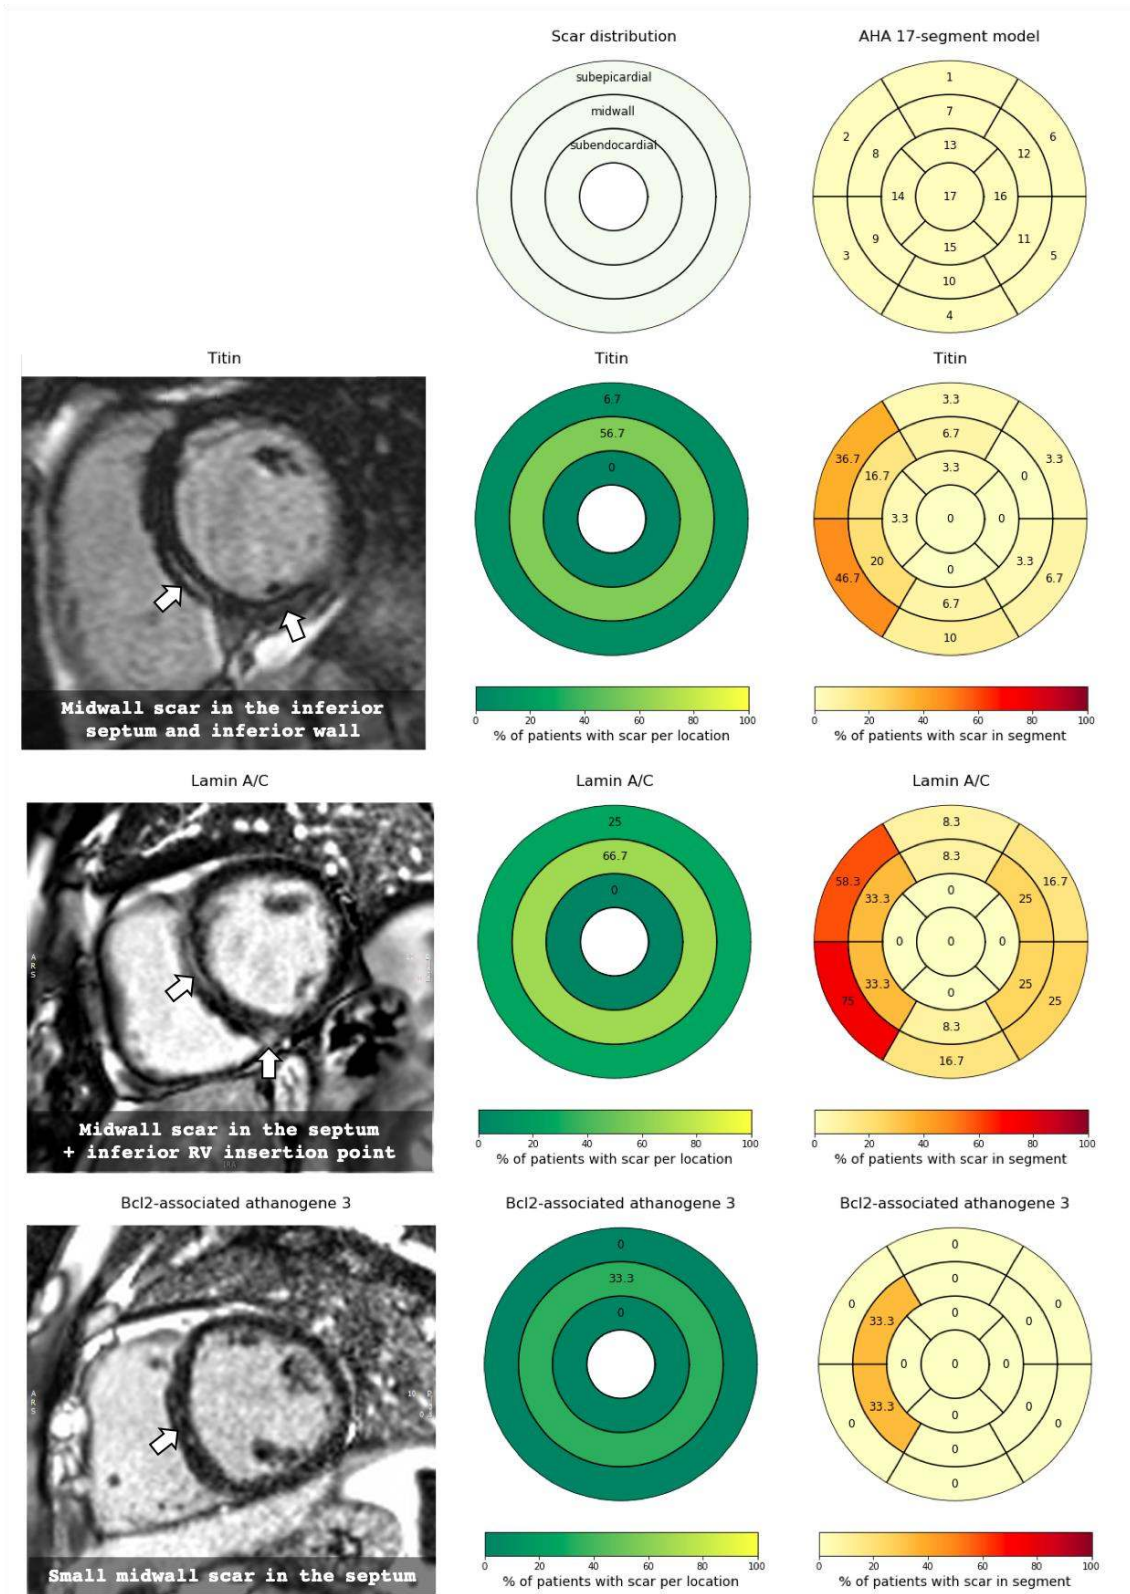 Scar distribution
AHA 17-segment model
subepicardial
midwall
subendocardial
1
7
13
2
8
14
17
16
12
6
3
9
15
11
5
10
4
Titin
Titin
Titin
Midwall scar in the inferior
septum and inferior wall
6.7
56.7
0
3.3
6.7
3.3
36.7
16.7
3.3
0
0
0
3.3
46.7
20
0
3.3
6.7
6.7
10
0 20 40 60 80 100
% of patients with scar per location
0 20 40 60 80 100
% of patients with scar in segment
Lamin A/C
Lamin A/C
Lamin A/C
A
R
S
Midwall scar in the septum
+ inferior RV insertion point
25
66.7
0
8.3
8.3
0
58.3
33.3
0
0
0
25
16.7
75
33.3
0
25
25
8.3
16.7
0 20 40 60 80 100
% of patients with scar per location
0 20 40 60 80 100
% of patients with scar in segment
Bcl2-associated athanogene 3
Bcl2-associated athanogene 3
Bcl2-associated athanogene 3
A
R
S
Small midwall scar in the septum
0
33.3
0
0
0
0
0
33.3
0
0
0
0
0
0
33.3
0
0
0
0
0
0 20 40 60 80 100
% of patients with scar per location
0 20 40 60 80 100
% of patients with scar in segment